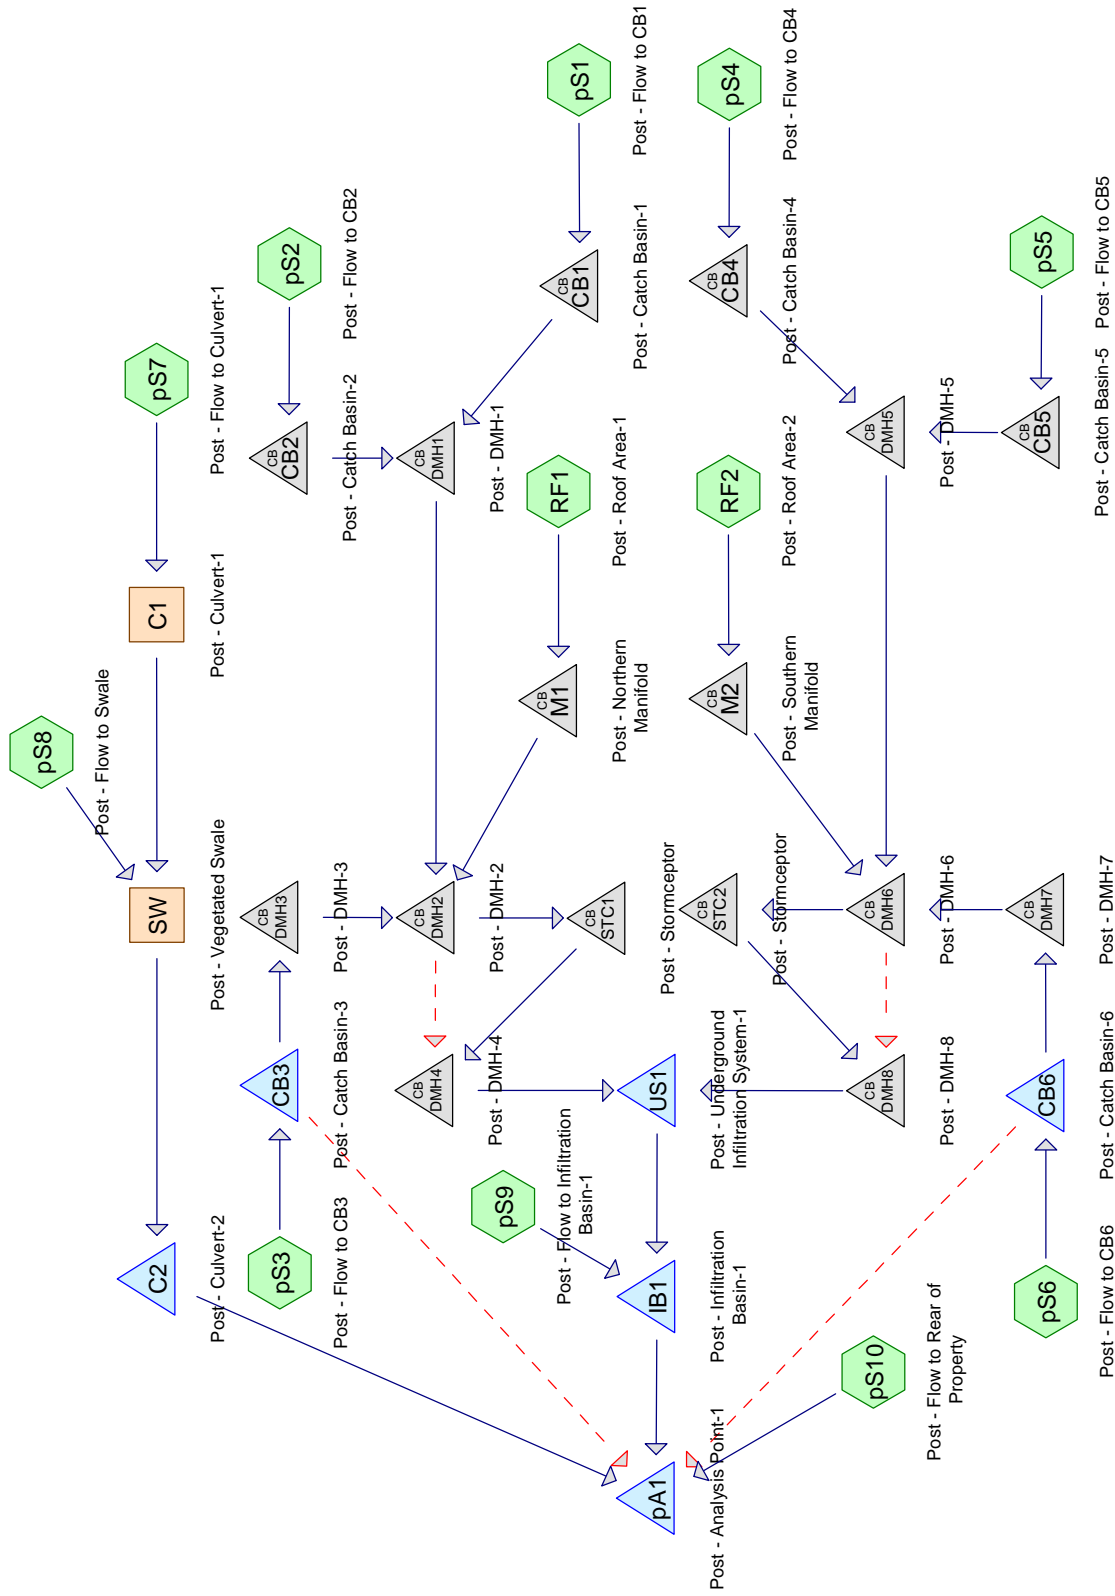 pS8
Post - Flow to Swale
C2
Post - Culvert-2
SW
Post - Vegetated Swale
C1
Post - Culvert-1
pS7
Post - Flow to Culvert-1
pS3
Post - Flow to CB3
CB3
Post - Catch Basin-3
CB
DMH3
Post - DMH-3
CB
CB2
Post - Catch Basin-2
pS2
Post - Flow to CB2
CB
DMH4
Post - DMH-4
CB
DMH2
Post - DMH-2
CB
DMH1
Post - DMH-1
pS9
Post - Flow to Infiltration
Basin-1
CB
M1
Post - Northern
Manifold
RF1
Post - Roof Area-1
CB
CB1
Post - Catch Basin-1
pS1
Post - Flow to CB1
CB
STC1
Post - Stormceptor
pA1
Post - Analysis Point-1
IB1
Post - Infiltration
Basin-1
US1
Post - Underground
Infiltration System-1
CB
STC2
Post - Stormceptor
CB
M2
Post - Southern
Manifold
RF2
Post - Roof Area-2
CB
CB4
Post - Catch Basin-4
pS4
Post - Flow to CB4
pS10
Post - Flow to Rear of
Property
CB
DMH8
Post - DMH-8
CB
DMH6
Post - DMH-6
CB
DMH5
Post - DMH-5
pS6
Post - Flow to CB6
CB6
Post - Catch Basin-6
CB
DMH7
Post - DMH-7
CB
CB5
Post - Catch Basin-5
pS5
Post - Flow to CB5